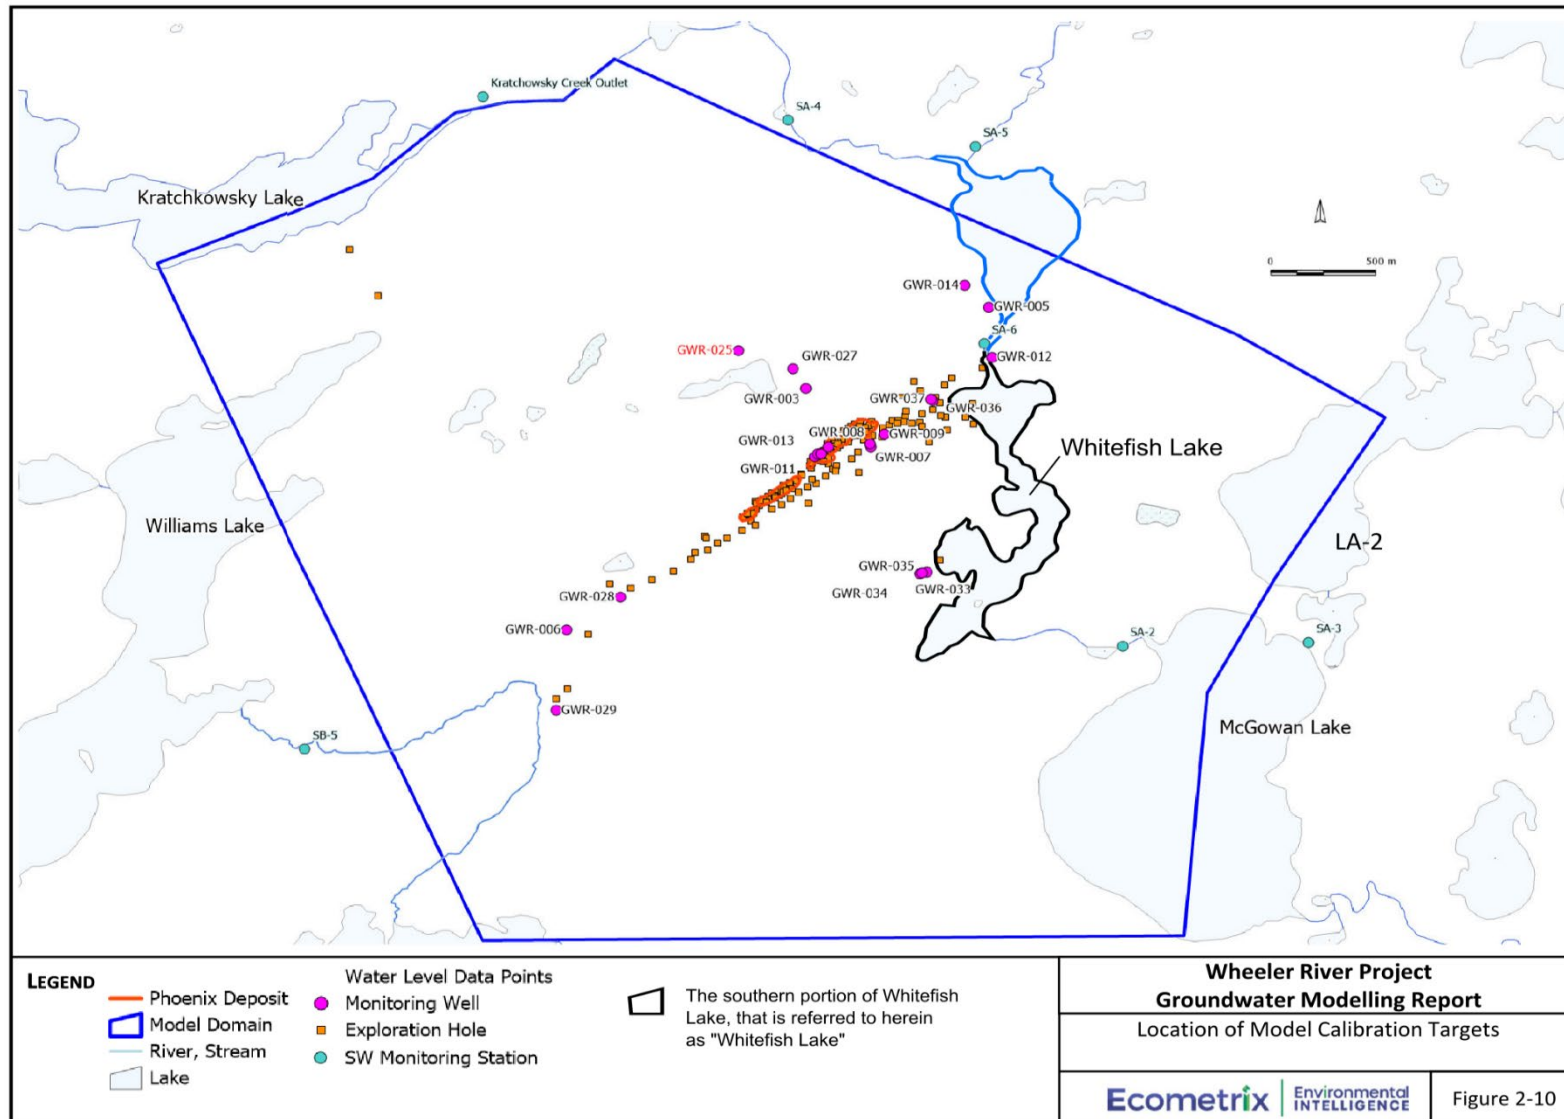 Kratchowsky Creek Outlet
SA-4
SA-5
Kratchkowsky Lake
0 500 m
GWR-014
GWR-005
SA-6
GWR-025
GWR-027
GWR-012
GWR-003
GWR-037
GWR-036
GWR-008
GWR-009
GWR-013
GWR-007
GWR-011
Whitefish Lake
Williams Lake
LA-2
GWR-035
GWR-034
GWR-033
GWR-028
GWR-006
SA-2
SA-3
GWR-029
McGowan Lake
SB-5
LEGEND
Phoenix Deposit
Model Domain
River, Stream
Lake
Water Level Data Points
Monitoring Well
Exploration Hole
SW Monitoring Station
The southern portion of Whitefish
Lake, that is referred to herein
as "Whitefish Lake"
Wheeler River Project
Groundwater Modelling Report
Location of Model Calibration Targets
Ecometrix
Environmental
INTELLIGENCE
Figure 2-10